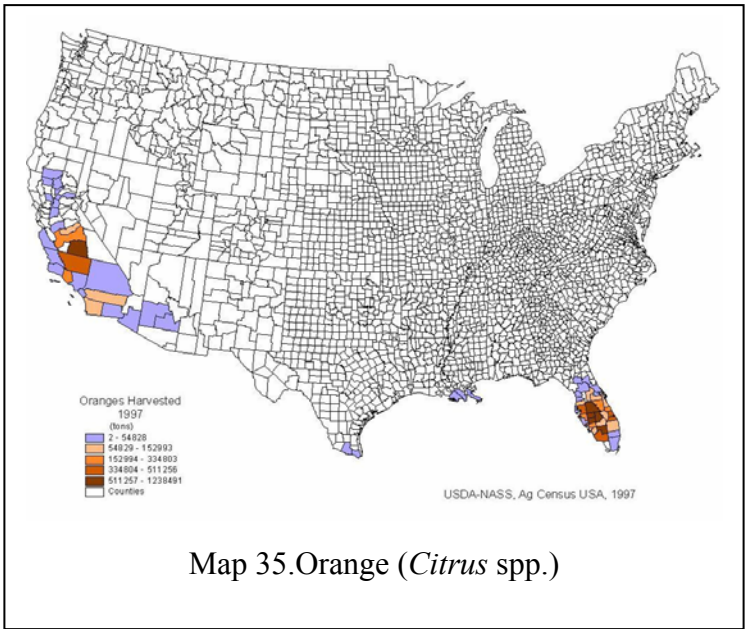 Oranges Harvested
1997
(tons)
2 - 54828
54829 - 152993
152994 - 334803
334804 - 511256
511257 - 1238491
Counties
USDA-NASS, Ag Census USA, 1997
Map 35.Orange (Citrus spp.)